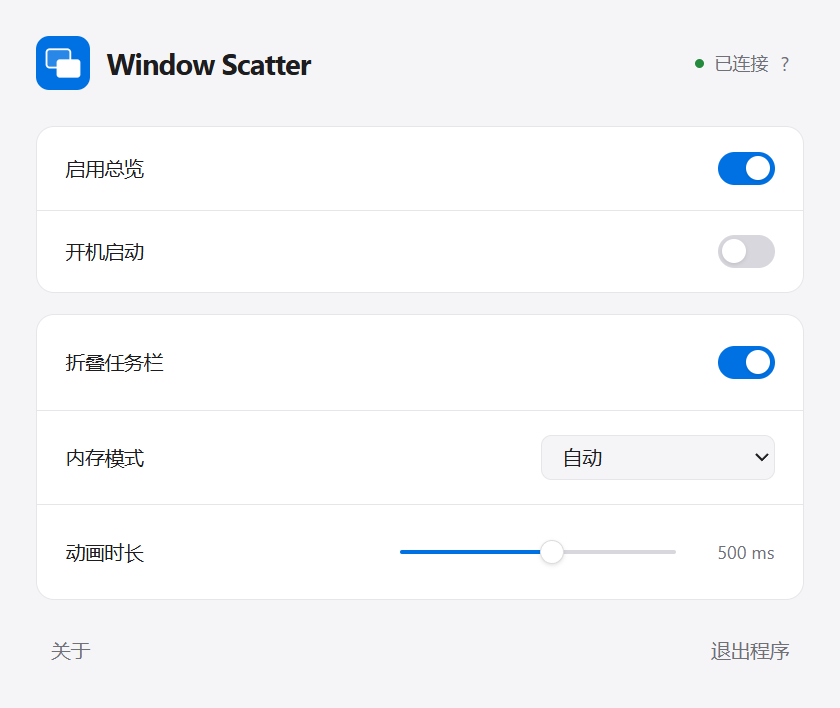 Window Scatter
已连接 ?
启用总览
开机启动
折叠任务栏
内存模式 自动
动画时长 500 ms
关于 退出程序